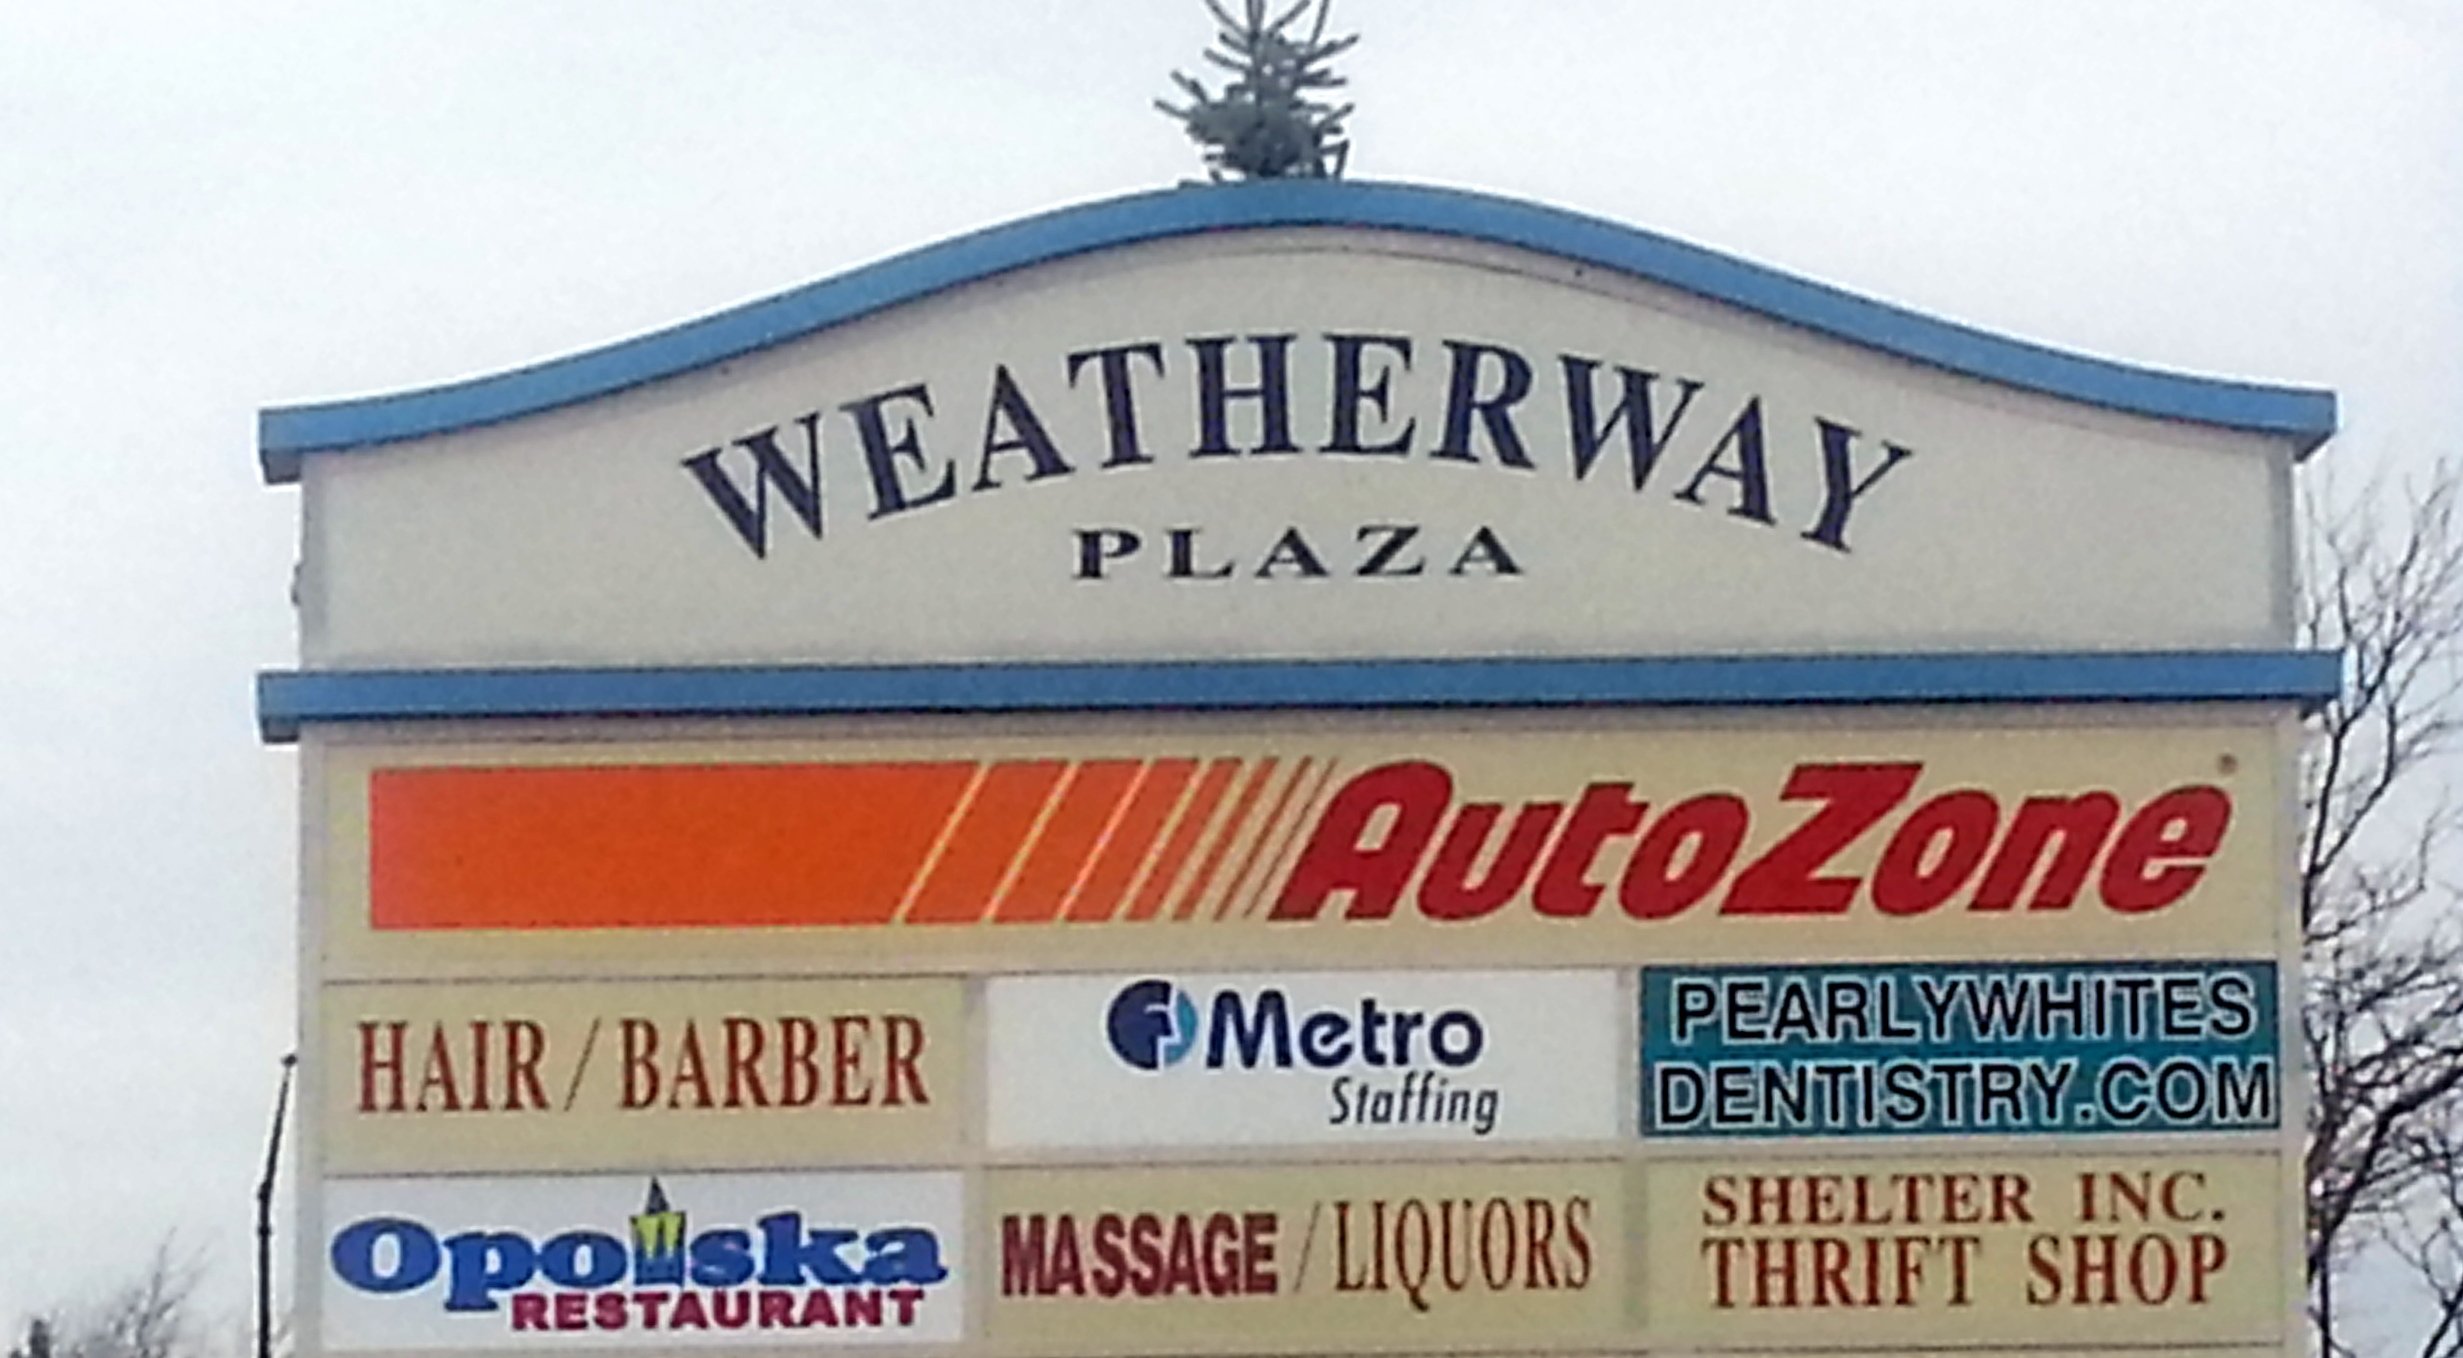 WEATHERWAY
PLAZA
AutoZone®
HAIR / BARBER
Metro
Staffing
PEARLYWHITES
DENTISTRY.COM
Opolska
RESTAURANT
MASSAGE / LIQUORS
SHELTER INC.
THRIFT SHOP